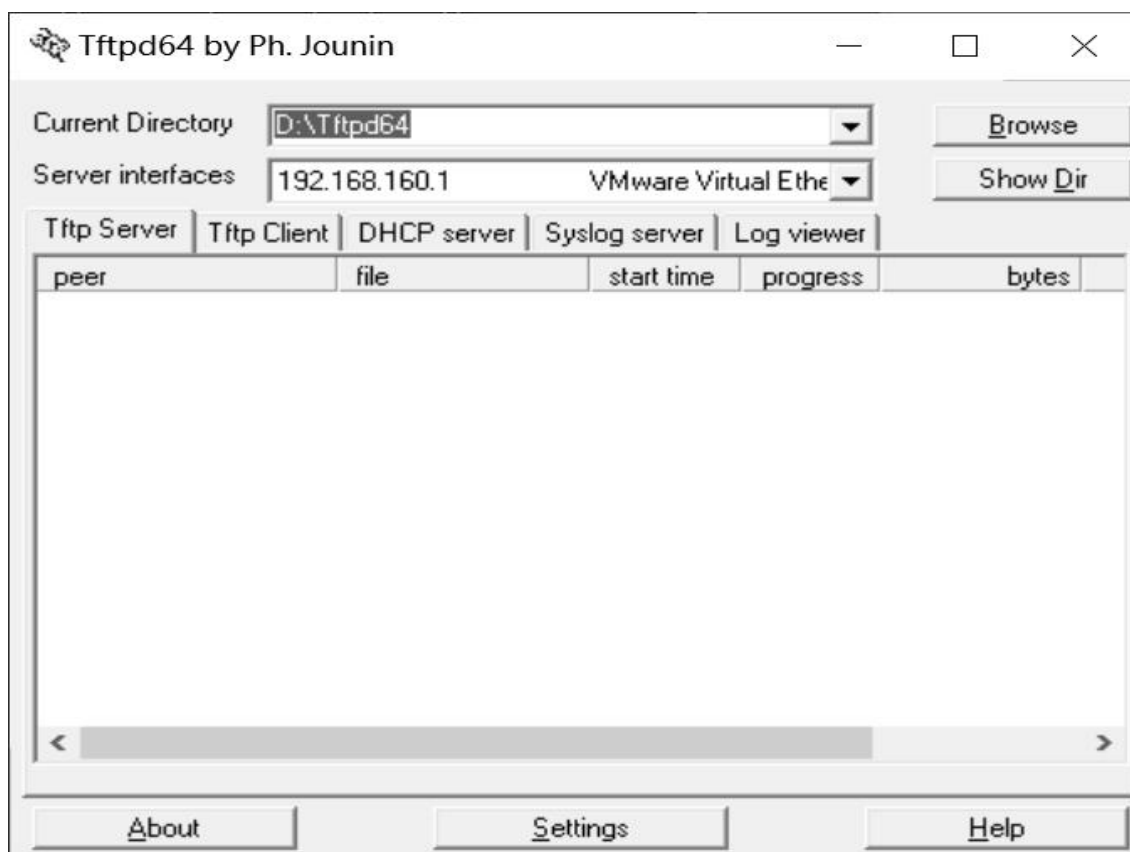 Tftpd64 by Ph. Jounin
Current Directory D:\Tftpd64 Browse
Server interfaces 192.168.160.1 VMware Virtual Ethe Show Dir
Tftp Server Tftp Client DHCP server Syslog server Log viewer
peer file start time progress bytes
About Settings Help